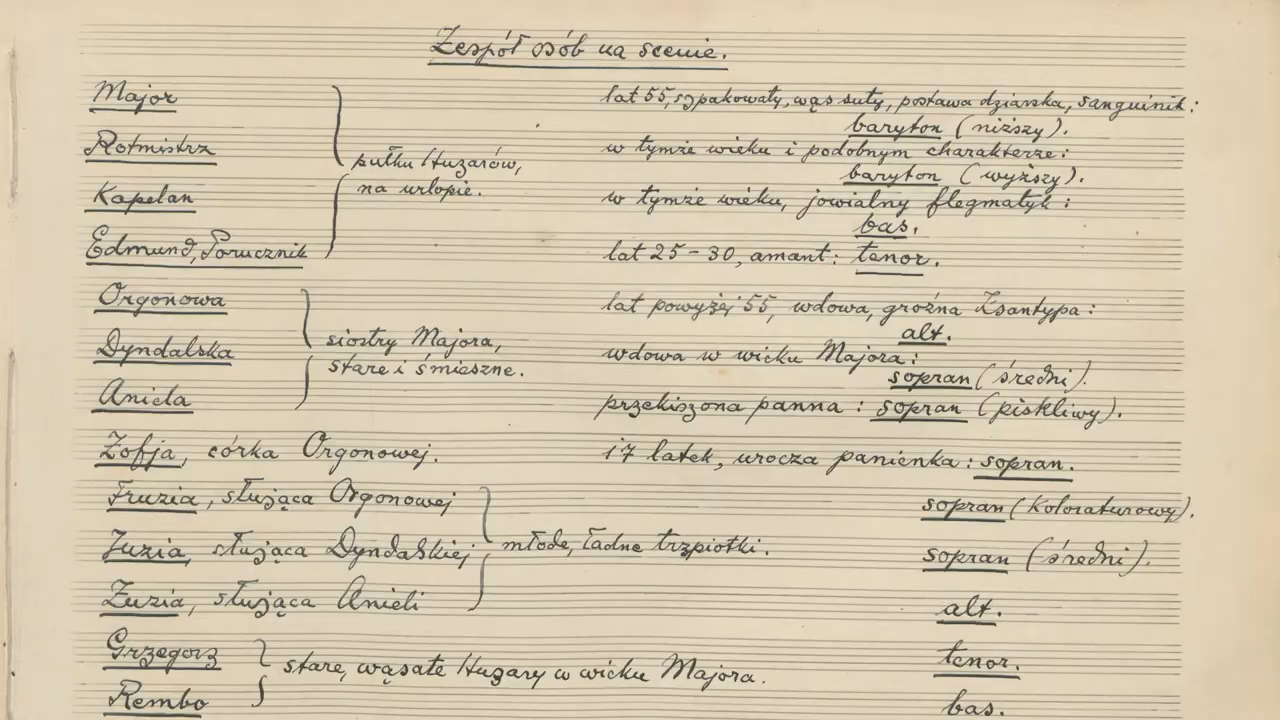 Zespół osób na scenie.
Major lat 55, szpakowaty, wąs suty, postawa dziarska, sanguinik:
baryton (niższy).
Rotmistrz w tymże wieku i podobnym charakterze:
pułku Huzarów,
baryton (wyższy).
na urlopie.
Kapelan w tymże wieku, jowialny flegmatyk:
bas.
Edmund, Porucznik lat 25-30, amant: tenor.
Orgonowa lat powyżej 55, wdowa, groźna Ksantypa:
alt.
siostry Majora,
Dyndalska wdowa w wieku Majora:
stare i śmieszne.
sopran (średni).
Aniela przekiszona panna: sopran (piskliwy).
Zofja, córka Orgonowej. 17 latek, urocza panienka: sopran.
Fruzia, służąca Orgonowej sopran (Koloraturowy).
Juzia, służąca Dyndalskiej młode, ładne trzpiotki. sopran (średni).
Zuzia, służąca Anieli alt.
Grzegorz tenor.
stare, wąsate Huzary w wieku Majora.
Rembo bas.